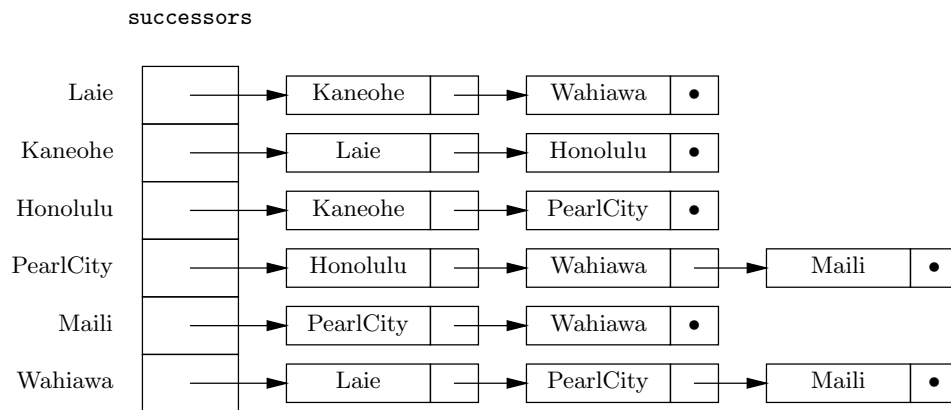 successors
Laie Kaneohe Wahiawa •
Kaneohe Laie Honolulu •
Honolulu Kaneohe PearlCity •
PearlCity Honolulu Wahiawa Maili •
Maili PearlCity Wahiawa •
Wahiawa Laie PearlCity Maili •